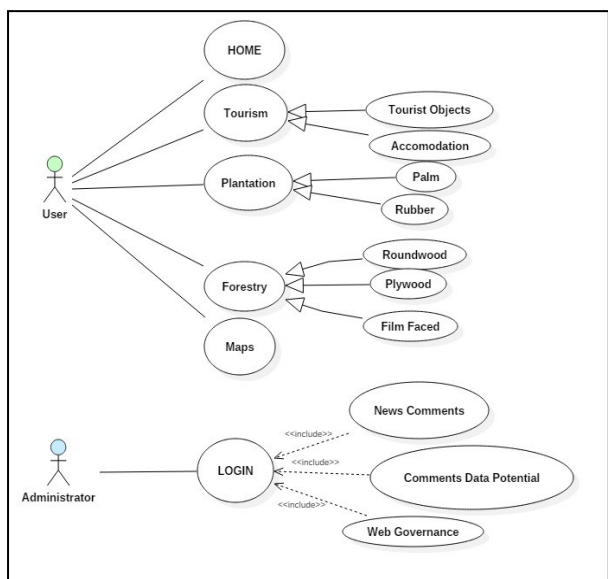 HOME
Tourism
Tourist Objects
Accomodation
User
Plantation
Palm
Rubber
Forestry
Roundwood
Plywood
Film Faced
Maps
Administrator
LOGIN
<<include>>
News Comments
<<include>>
Comments Data Potential
<<include>>
Web Governance